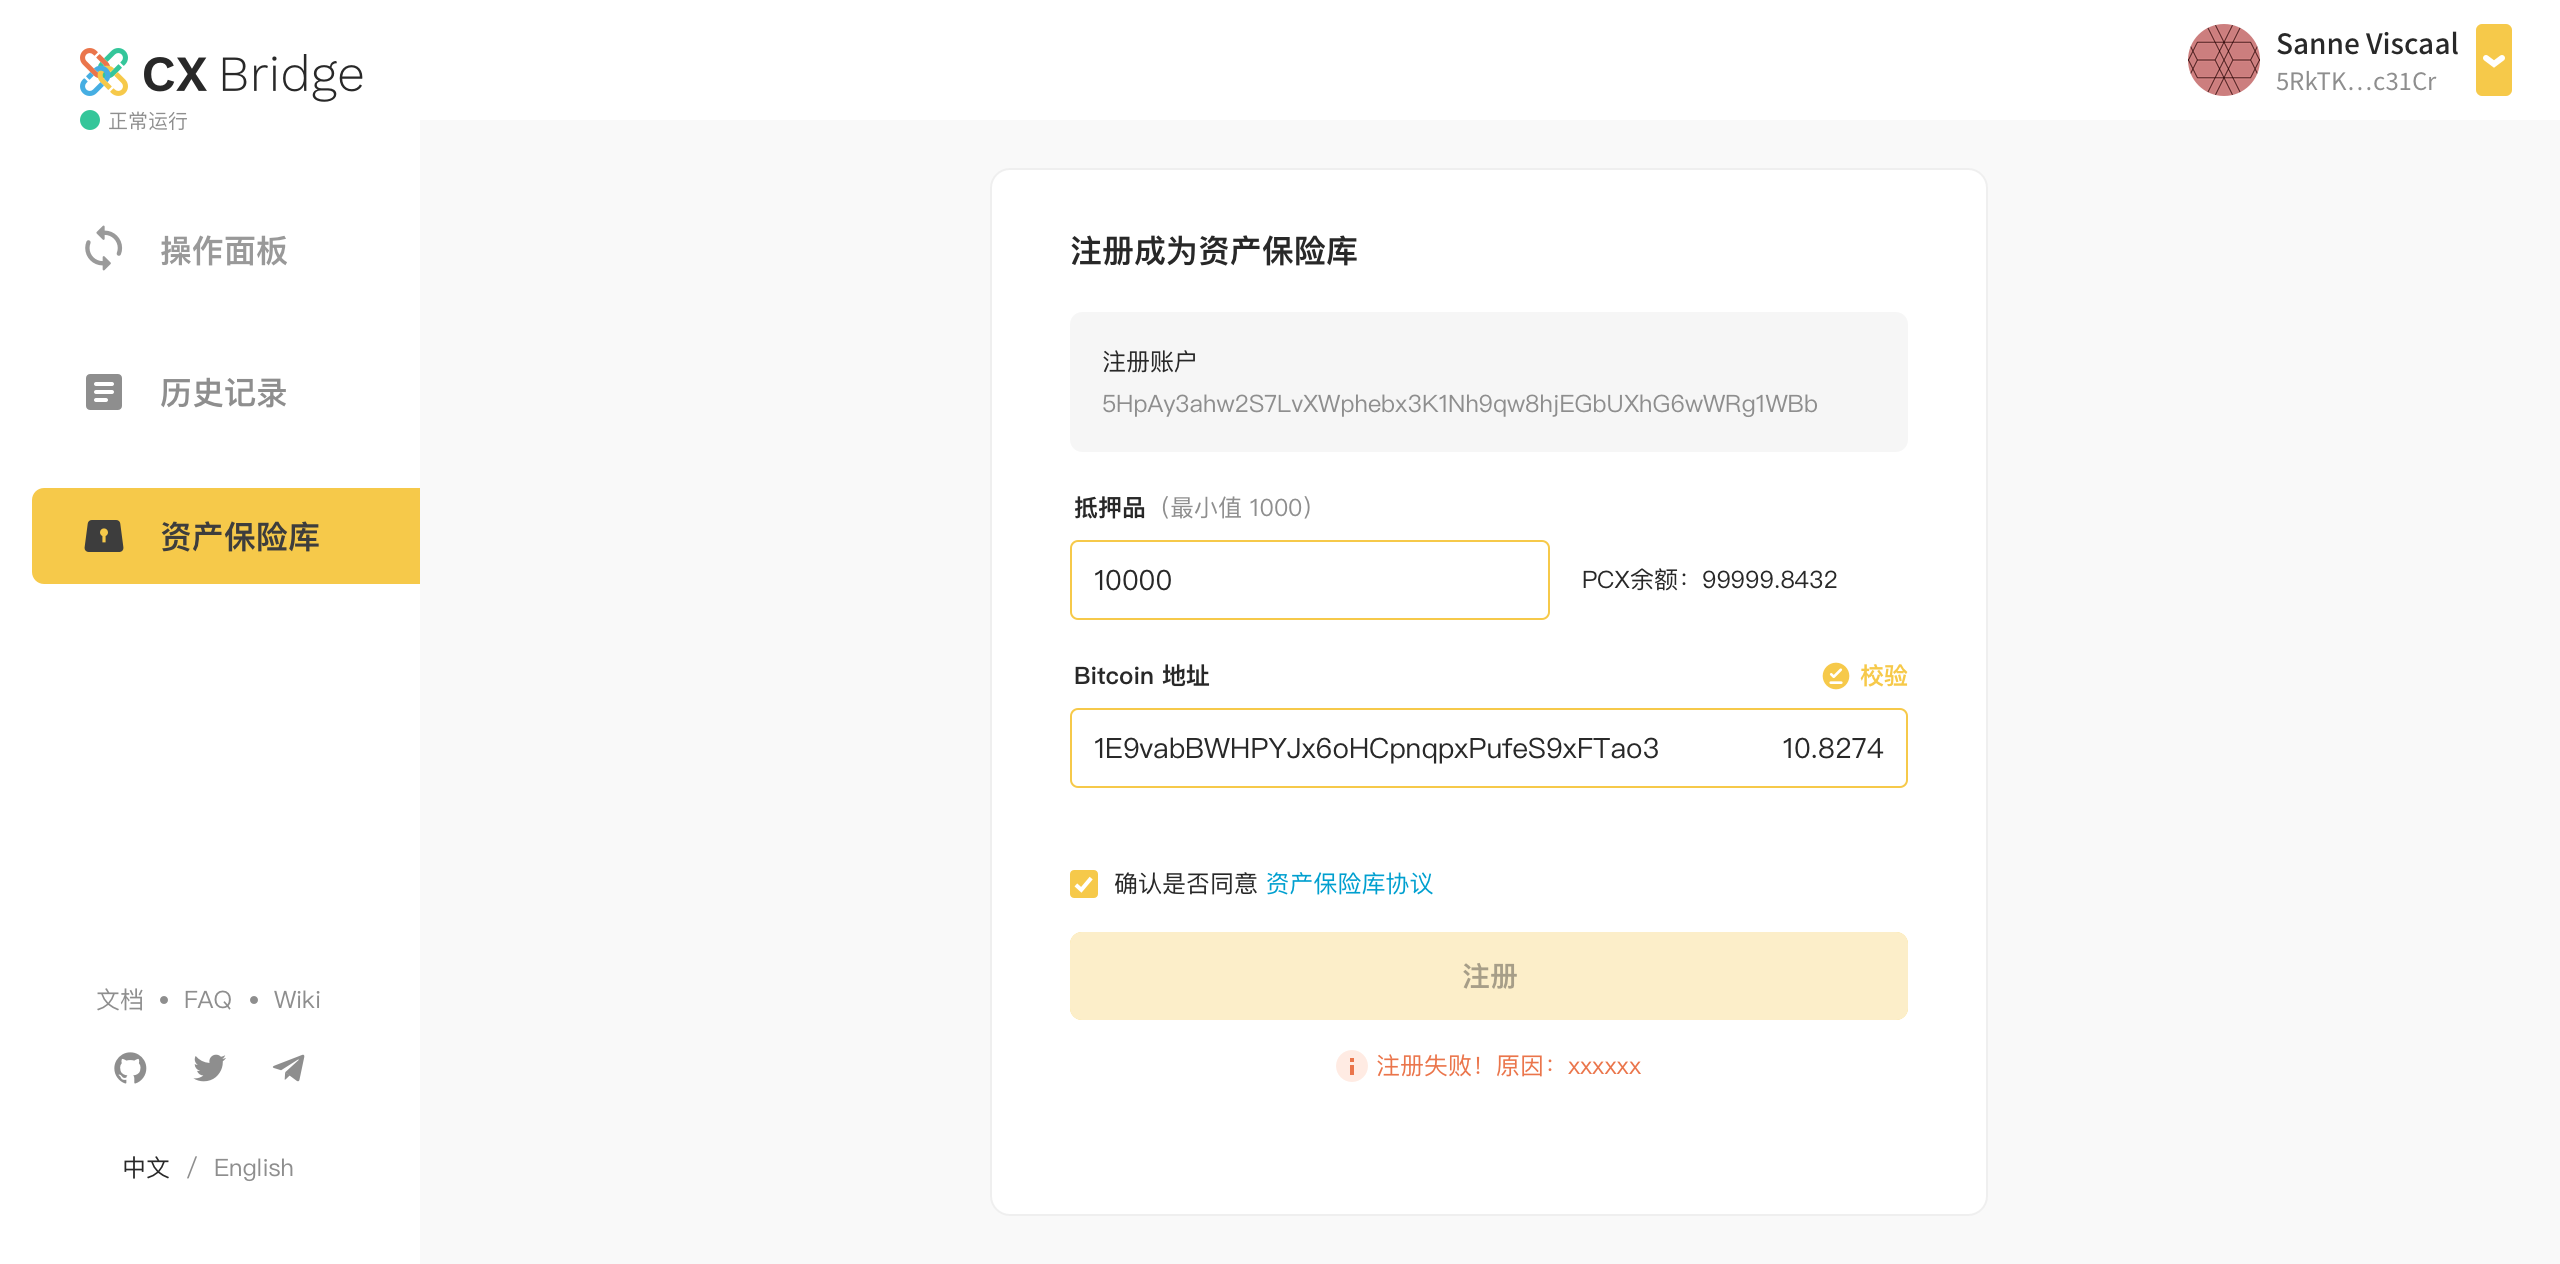 CX Bridge
正常运行
Sanne Viscaal
5RkTK...c31Cr
操作面板
历史记录
资产保险库
注册成为资产保险库
注册账户
5HpAy3ahw2S7LvXWphebx3K1Nh9qw8hjEGbUXhG6wWRg1WBb
抵押品（最小值 1000）
10000
PCX余额：99999.8432
Bitcoin 地址
校验
1E9vabBWHPYJx6oHCpnqpxPufeS9xFTao3
10.8274
确认是否同意 资产保险库协议
注册
注册失败！原因：xxxxxx
文档 • FAQ • Wiki
中文 / English